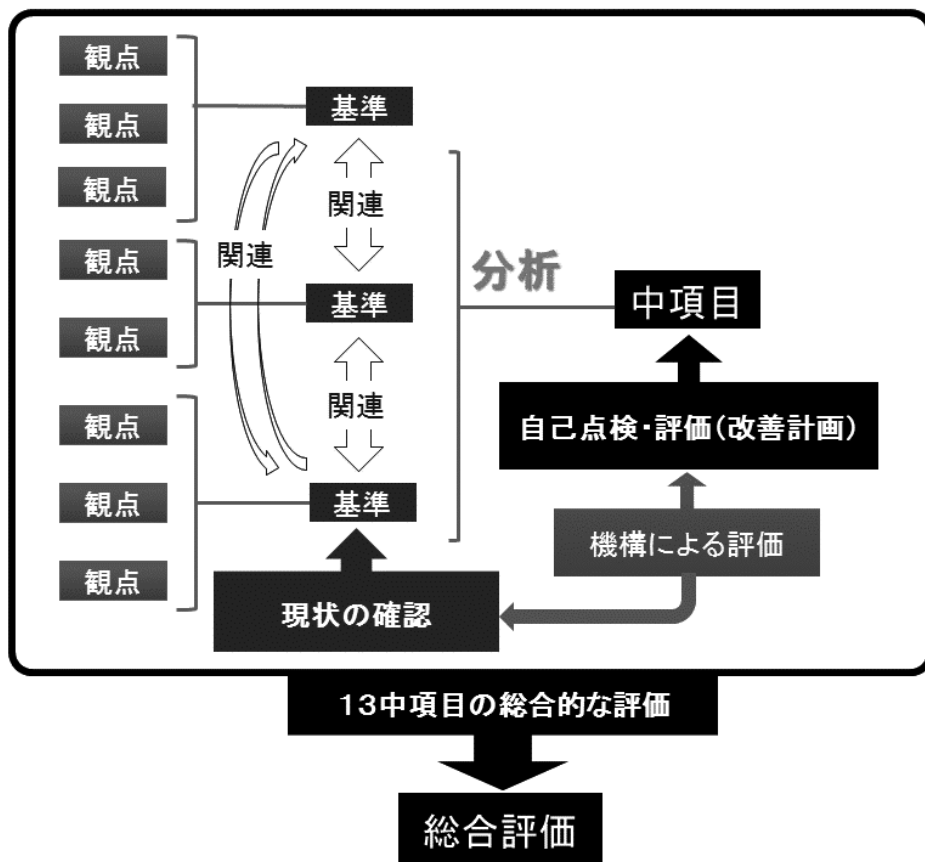 観点
観点
観点
観点
観点
観点
観点
観点
基準
関連
関連
基準
関連
基準
現状の確認
分析
中項目
自己点検・評価（改善計画）
機構による評価
１３中項目の総合的な評価
総合評価